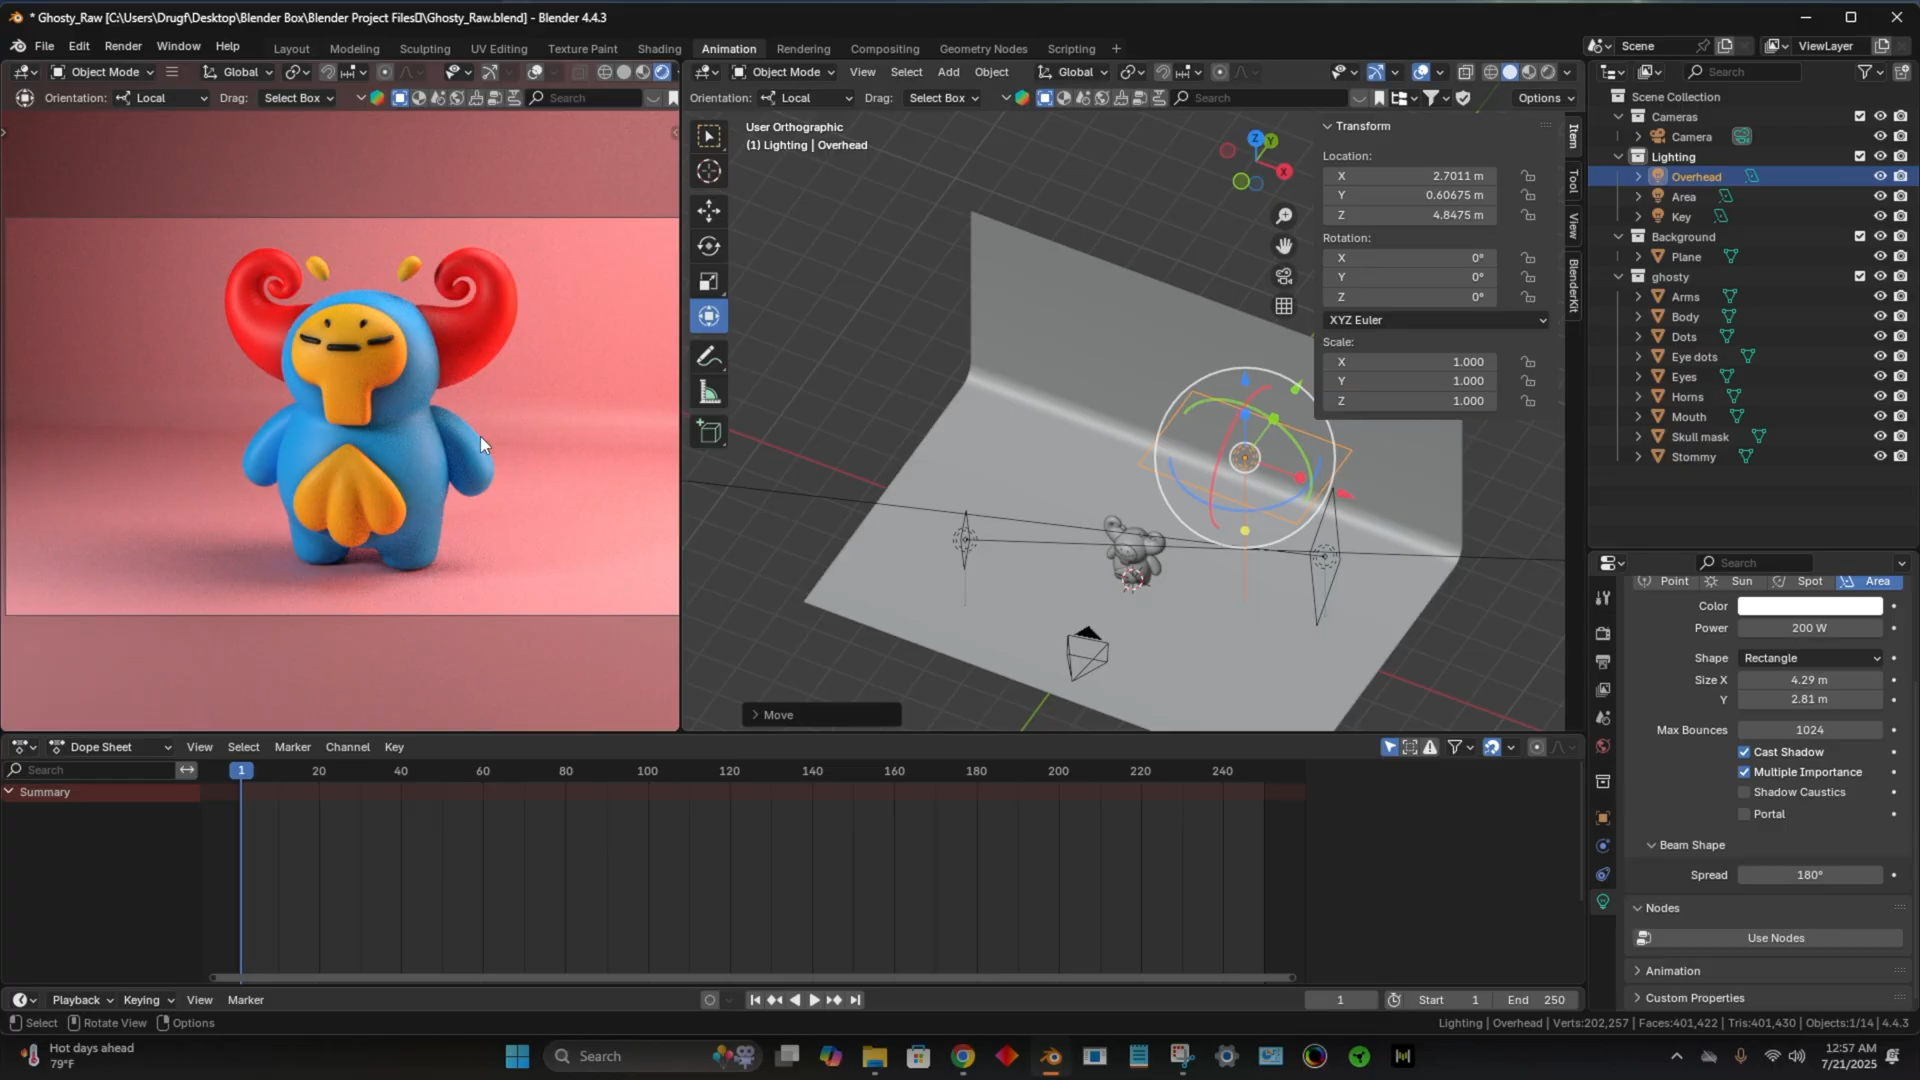 * Ghosty_Raw [C:\Users\Drugf\Desktop\Blender Box\Blender Project Files\Ghosty_Raw.blend] - Blender 4.4.3
File Edit Render Window Help
Layout Modeling Sculpting UV Editing Texture Paint Shading Animation Rendering Compositing Geometry Nodes Scripting +
Scene
ViewLayer
Object Mode Global
Object Mode View Select Add Object Global
Search
Orientation: Local Drag: Select Box Search
Orientation: Local Drag: Select Box Search Options
User Orthographic
(1) Lighting | Overhead
Z Y X
Transform
Location:
X 2.7011 m
Y 0.60675 m
Z 4.8475 m
Rotation:
X 0°
Y 0°
Z 0°
XYZ Euler
Scale:
X 1.000
Y 1.000
Z 1.000
Item
Tool
View
BlenderKit
Move
Scene Collection
Cameras
Camera
Lighting
Overhead
Area
Key
Background
Plane
ghosty
Arms
Body
Dots
Eye dots
Eyes
Horns
Mouth
Skull mask
Stommy
Search
Point Sun Spot Area
Color
Power 200 W
Shape Rectangle
Size X 4.29 m
Y 2.81 m
Max Bounces 1024
Cast Shadow
Multiple Importance
Shadow Caustics
Portal
Beam Shape
Spread 180°
Nodes
Use Nodes
Animation
Custom Properties
Dope Sheet View Select Marker Channel Key
Search
1 20 40 60 80 100 120 140 160 180 200 220 240
Summary
Playback Keying View Marker
1 Start 1 End 250
Select Rotate View Options
Lighting | Overhead | Verts:202,257 | Faces:401,422 | Tris:401,430 | Objects:1/14 | 4.4.3
Hot days ahead
79°F
Search
12:57 AM
7/21/2025